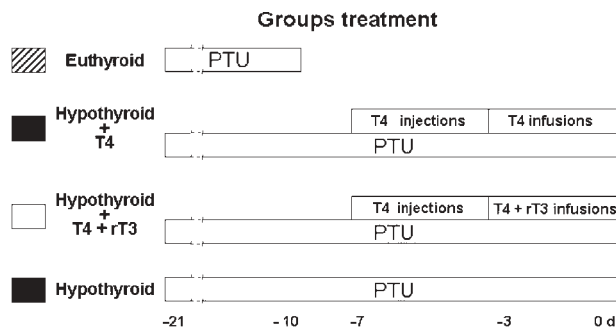 Groups treatment
Euthyroid
PTU
Hypothyroid
+
T4
T4 injections
T4 infusions
PTU
Hypothyroid
+
T4 + rT3
T4 injections
T4 + rT3 infusions
PTU
Hypothyroid
PTU
–21
– 10
–7
–3
0 d